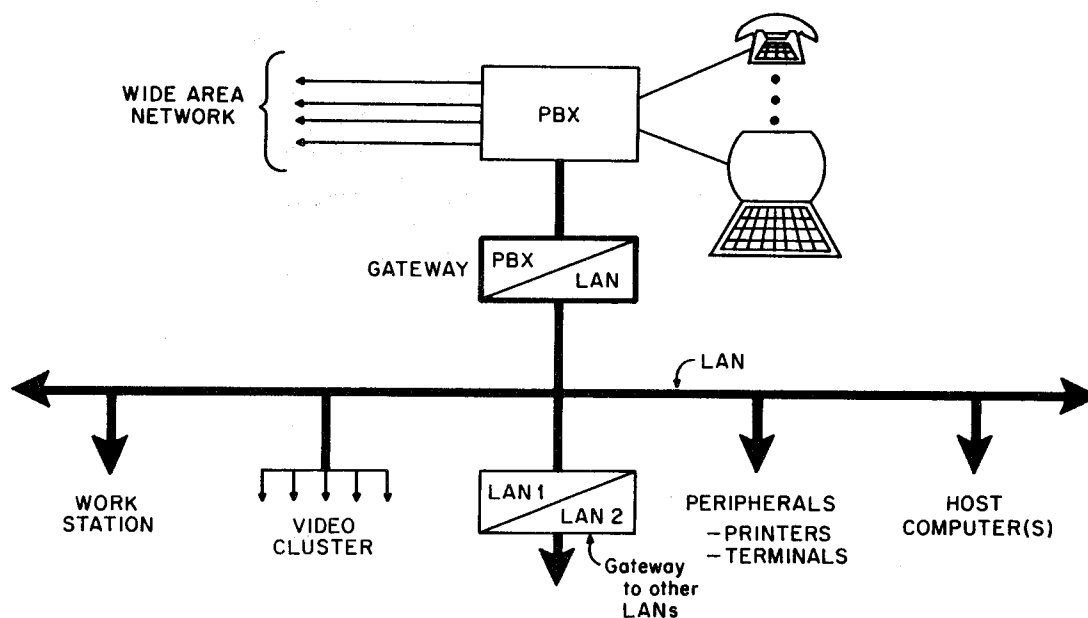 WIDE AREA
NETWORK
PBX
GATEWAY
PBX
LAN
LAN
WORK
STATION
VIDEO
CLUSTER
LAN 1
LAN 2
Gateway
to other
LANs
PERIPHERALS
–PRINTERS
–TERMINALS
HOST
COMPUTER(S)